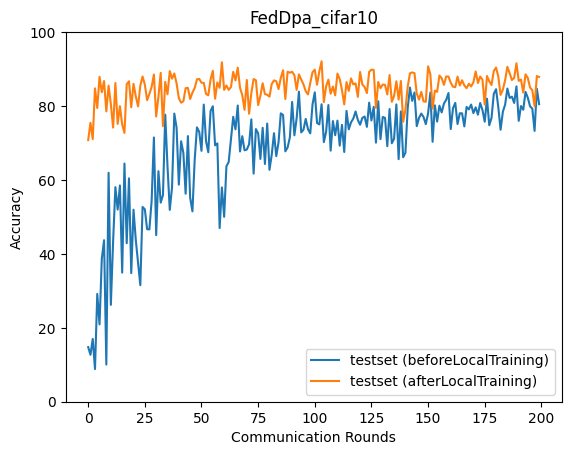 FedDpa_cifar10
Accuracy
100
80
60
40
20
0
0 25 50 75 100 125 150 175 200
Communication Rounds
testset (beforeLocalTraining)
testset (afterLocalTraining)